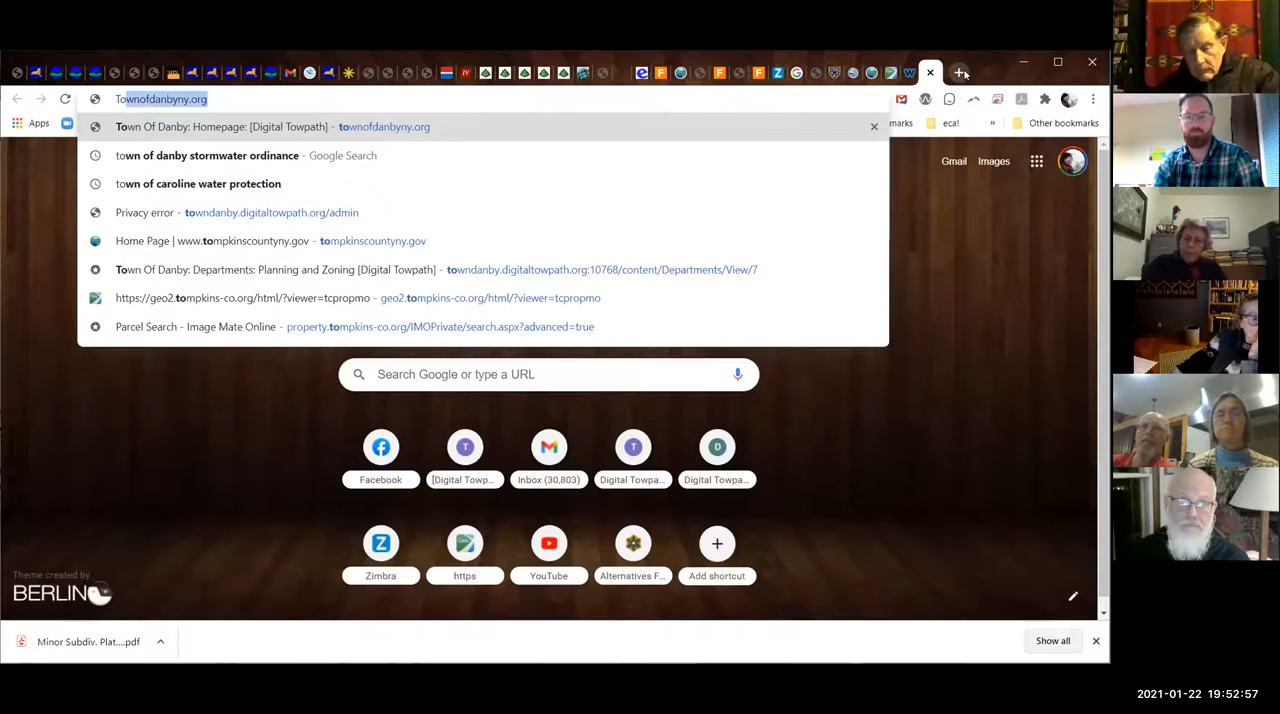 Townofdanbyny.org
Apps
marks
eca!
»
Other bookmarks
Town Of Danby: Homepage: [Digital Towpath] - townofdanbyny.org
town of danby stormwater ordinance - Google Search
town of caroline water protection
Privacy error - towndanby.digitaltowpath.org/admin
Home Page | www.tompkinscountyny.gov - tompkinscountyny.gov
Town Of Danby: Departments: Planning and Zoning [Digital Towpath] - towndanby.digitaltowpath.org:10768/content/Departments/View/7
https://geo2.tompkins-co.org/html/?viewer=tcpropmo - geo2.tompkins-co.org/html/?viewer=tcpropmo
Parcel Search - Image Mate Online - property.tompkins-co.org/IMOPrivate/search.aspx?advanced=true
Gmail Images
Search Google or type a URL
T T D
Facebook [Digital Towp... Inbox (30,803) Digital Towpa... Digital Towpa...
Z
Zimbra https YouTube Alternatives F... Add shortcut
Theme created by
BERLIN
Minor Subdiv. Plat....pdf
Show all
2021-01-22 19:52:57